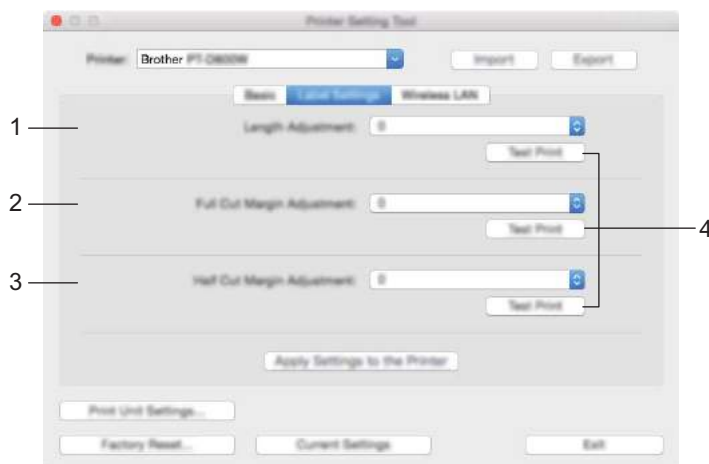 Printer Setting Tool
Printer: Brother PT-D800W Import Export
Basic Label Settings Wireless LAN
1 Length Adjustment: 0
Test Print
2 Full Cut Margin Adjustment: 0
Test Print 4
3 Half Cut Margin Adjustment: 0
Test Print
Apply Settings to the Printer
Print Unit Settings...
Factory Reset... Current Settings Exit